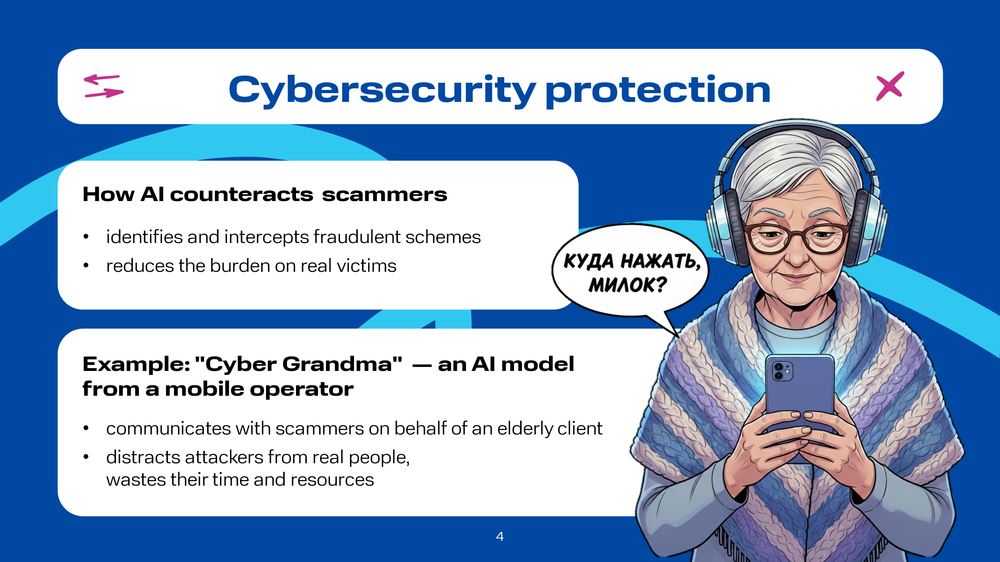 Cybersecurity protection
How AI counteracts scammers
• identifies and intercepts fraudulent schemes
• reduces the burden on real victims
КУДА НАЖАТЬ,
МИЛОК?
Example: "Cyber Grandma" — an AI model
from a mobile operator
• communicates with scammers on behalf of an elderly client
• distracts attackers from real people,
wastes their time and resources
4